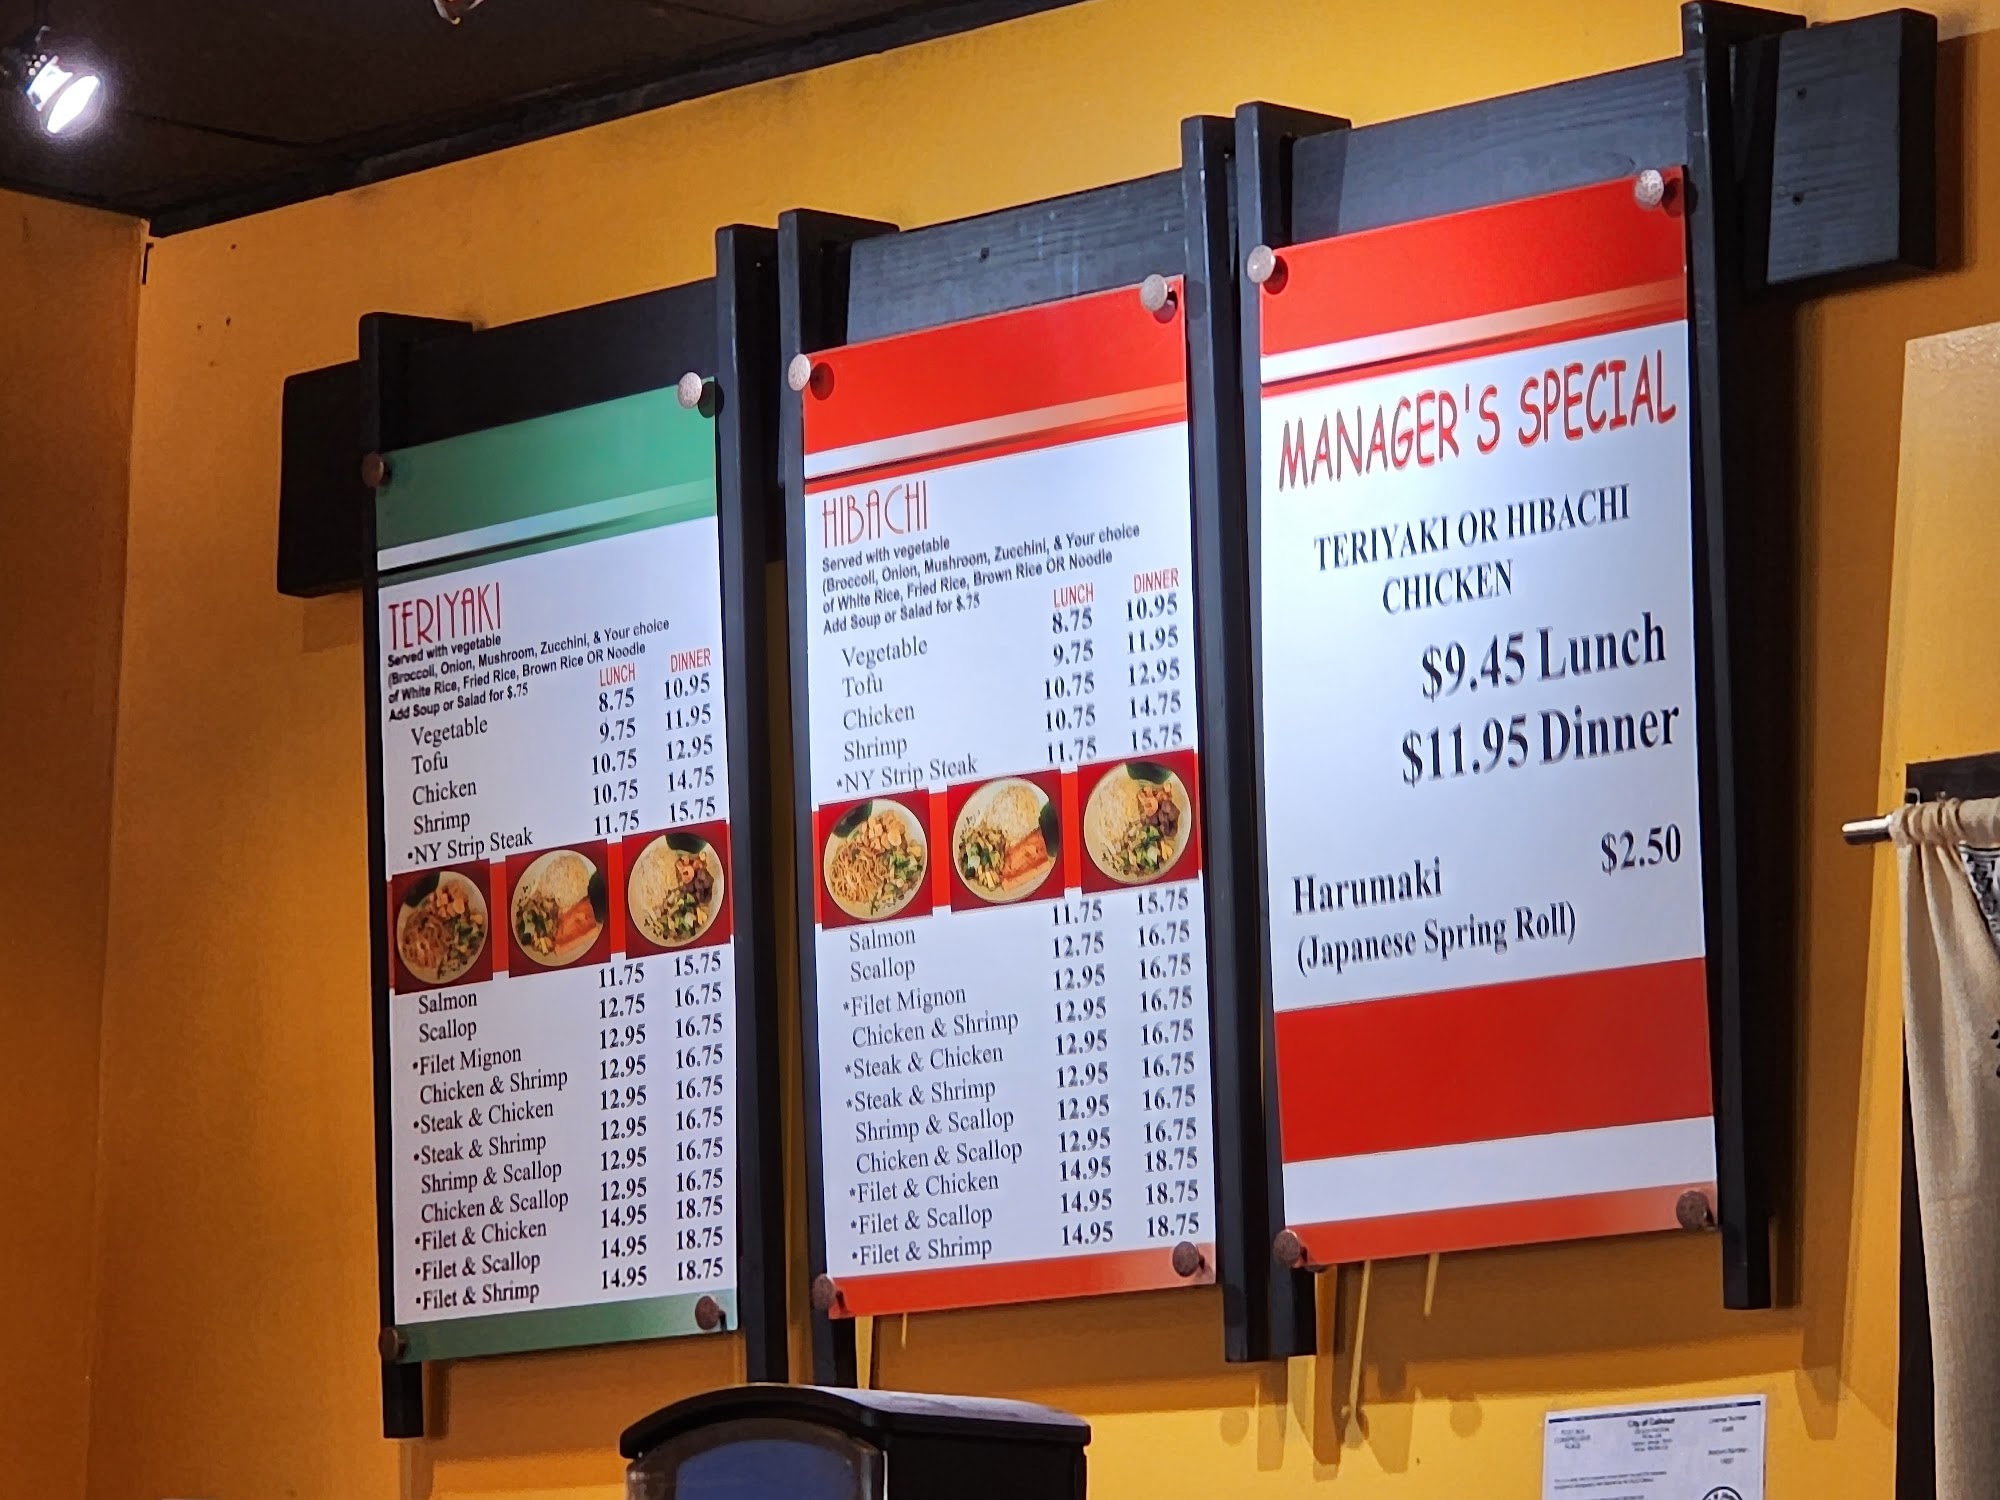 TERIYAKI
Served with vegetable
(Broccoli, Onion, Mushroom, Zucchini, & Your choice
of White Rice, Fried Rice, Brown Rice OR Noodle
Add Soup or Salad for $.75
LUNCH DINNER
Vegetable 8.75 10.95
Tofu 9.75 11.95
Chicken 10.75 12.95
Shrimp 10.75 14.75
•NY Strip Steak 11.75 15.75
Salmon 11.75 15.75
Scallop 12.75 16.75
•Filet Mignon 12.95 16.75
Chicken & Shrimp 12.95 16.75
•Steak & Chicken 12.95 16.75
•Steak & Shrimp 12.95 16.75
Shrimp & Scallop 12.95 16.75
Chicken & Scallop 12.95 16.75
•Filet & Chicken 14.95 18.75
•Filet & Scallop 14.95 18.75
•Filet & Shrimp 14.95 18.75
HIBACHI
Served with vegetable
(Broccoli, Onion, Mushroom, Zucchini, & Your choice
of White Rice, Fried Rice, Brown Rice OR Noodle
Add Soup or Salad for $.75
LUNCH DINNER
Vegetable 8.75 10.95
Tofu 9.75 11.95
Chicken 10.75 12.95
Shrimp 10.75 14.75
*NY Strip Steak 11.75 15.75
Salmon 11.75 15.75
Scallop 12.75 16.75
*Filet Mignon 12.95 16.75
Chicken & Shrimp 12.95 16.75
*Steak & Chicken 12.95 16.75
*Steak & Shrimp 12.95 16.75
Shrimp & Scallop 12.95 16.75
Chicken & Scallop 12.95 16.75
*Filet & Chicken 14.95 18.75
*Filet & Scallop 14.95 18.75
*Filet & Shrimp 14.95 18.75
MANAGER'S SPECIAL
TERIYAKI OR HIBACHI
CHICKEN
$9.45 Lunch
$11.95 Dinner
Harumaki $2.50
(Japanese Spring Roll)
City of Calhoun